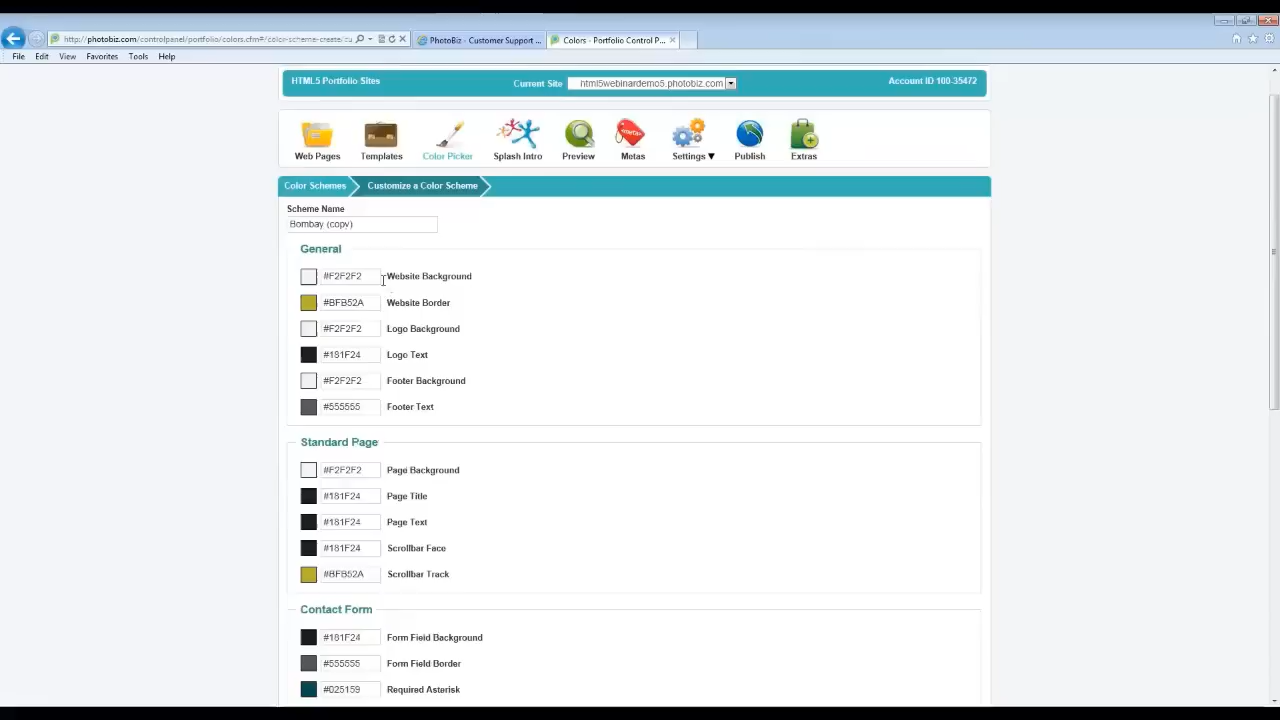 http://photobiz.com/controlpanel/portfolio/colors.cfm#/color-scheme-create/cu
PhotoBiz - Customer Support ...
Colors - Portfolio Control P...
File Edit View Favorites Tools Help
HTML5 Portfolio Sites Current Site html5webinardemo5.photobiz.com Account ID 100-35472
META
Web Pages Templates Color Picker Splash Intro Preview Metas Settings ▼ Publish Extras
Color Schemes Customize a Color Scheme
Scheme Name
Bombay (copy)
General
#F2F2F2 Website Background
#BFB52A Website Border
#F2F2F2 Logo Background
#181F24 Logo Text
#F2F2F2 Footer Background
#555555 Footer Text
Standard Page
#F2F2F2 Page Background
#181F24 Page Title
#181F24 Page Text
#181F24 Scrollbar Face
#BFB52A Scrollbar Track
Contact Form
#181F24 Form Field Background
#555555 Form Field Border
#025159 Required Asterisk